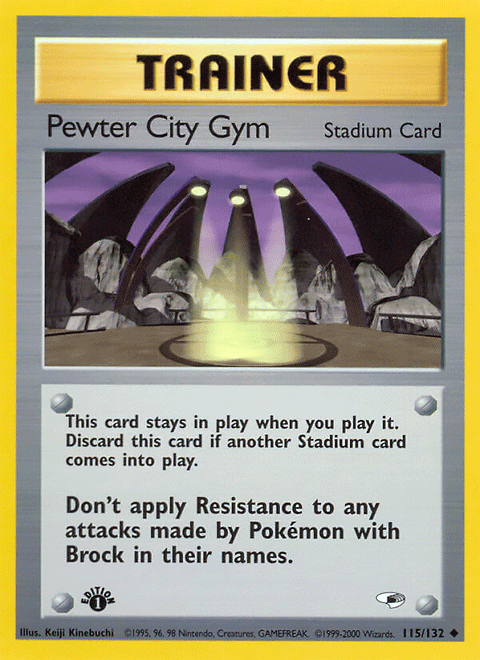 TRAINER
Pewter City Gym Stadium Card
This card stays in play when you play it.
Discard this card if another Stadium card
comes into play.
Don't apply Resistance to any
attacks made by Pokémon with
Brock in their names.
EDITION
1
Illus. Keiji Kinebuchi ©1995, 96, 98 Nintendo, Creatures, GAMEFREAK. ©1999-2000 Wizards. 115/132 ◆